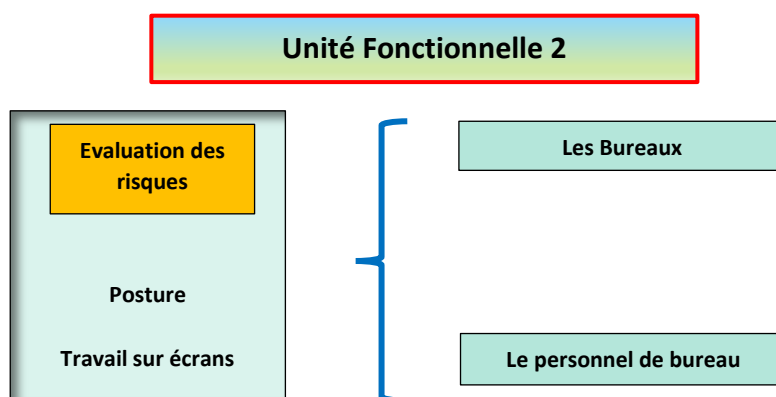 Unité Fonctionnelle 2
Evaluation des
risques
Posture
Travail sur écrans
Les Bureaux
Le personnel de bureau